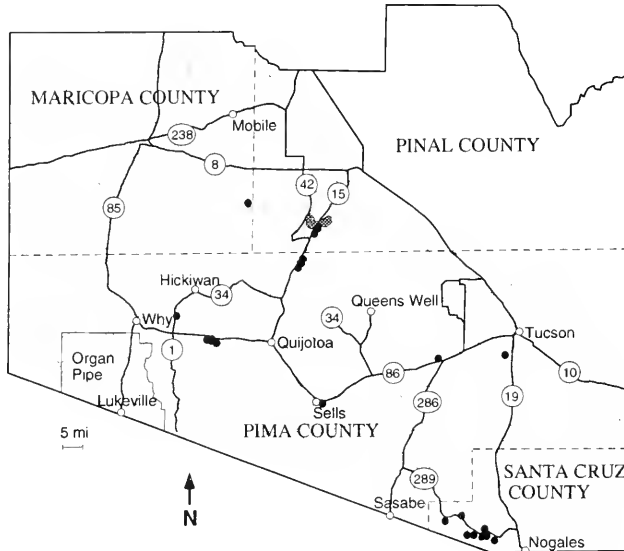 MARICOPA COUNTY
Mobile
238
PINAL COUNTY
8
42
15
85
Hickiwan
34
Queens Well
34
Why
Quijotoa
Tucson
Organ
Pipe
1
86
10
Lukeville
Sells
286
19
5 mi
PIMA COUNTY
289
SANTA CRUZ
COUNTY
Sasabe
N
Nogales